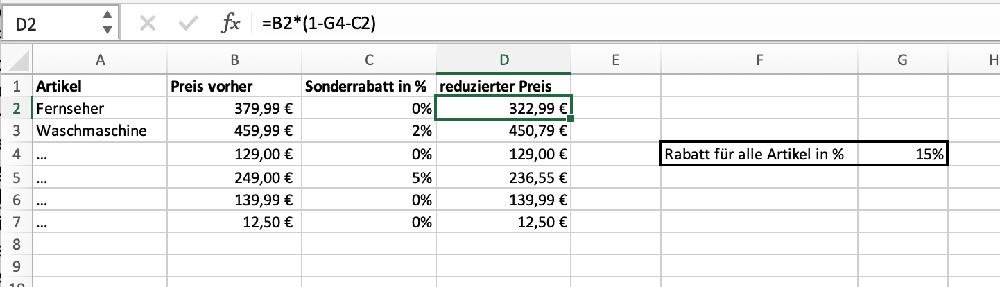 D2 fx =B2*(1-G4-C2)
A B C D E F G H
1 Artikel Preis vorher Sonderrabatt in % reduzierter Preis
2 Fernseher 379,99 € 0% 322,99 €
3 Waschmaschine 459,99 € 2% 450,79 €
4 ... 129,00 € 0% 129,00 € Rabatt für alle Artikel in % 15%
5 ... 249,00 € 5% 236,55 €
6 ... 139,99 € 0% 139,99 €
7 ... 12,50 € 0% 12,50 €
8
9
10